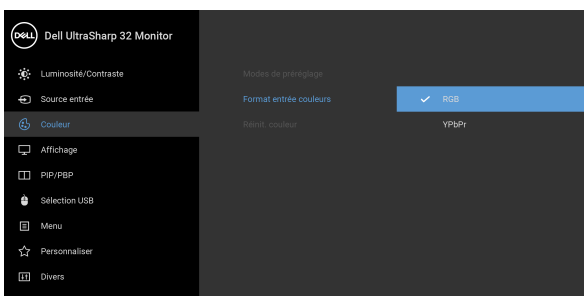 DELL Dell UltraSharp 32 Monitor
Luminosité/Contraste
Modes de préréglage
Source entrée
Format entrée couleurs
RGB
Couleur
Réinit. couleur
YPbPr
Affichage
PIP/PBP
Sélection USB
Menu
Personnaliser
Divers